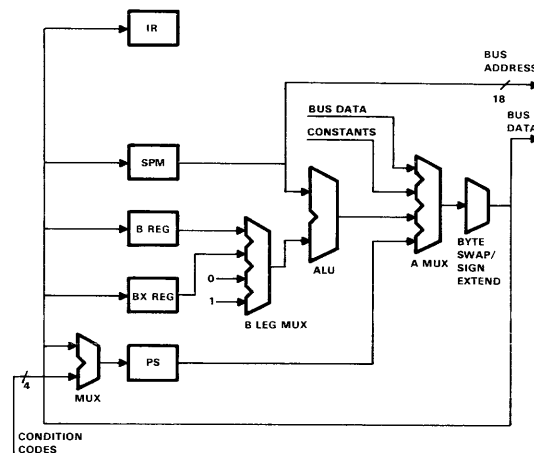 IR
BUS
ADDRESS
18
BUS
DATA
BUS DATA
CONSTANTS
SPM
B REG
ALU
A MUX
BYTE
SWAP/
SIGN
EXTEND
BX REG
0
1
B LEG MUX
PS
4
MUX
CONDITION
CODES